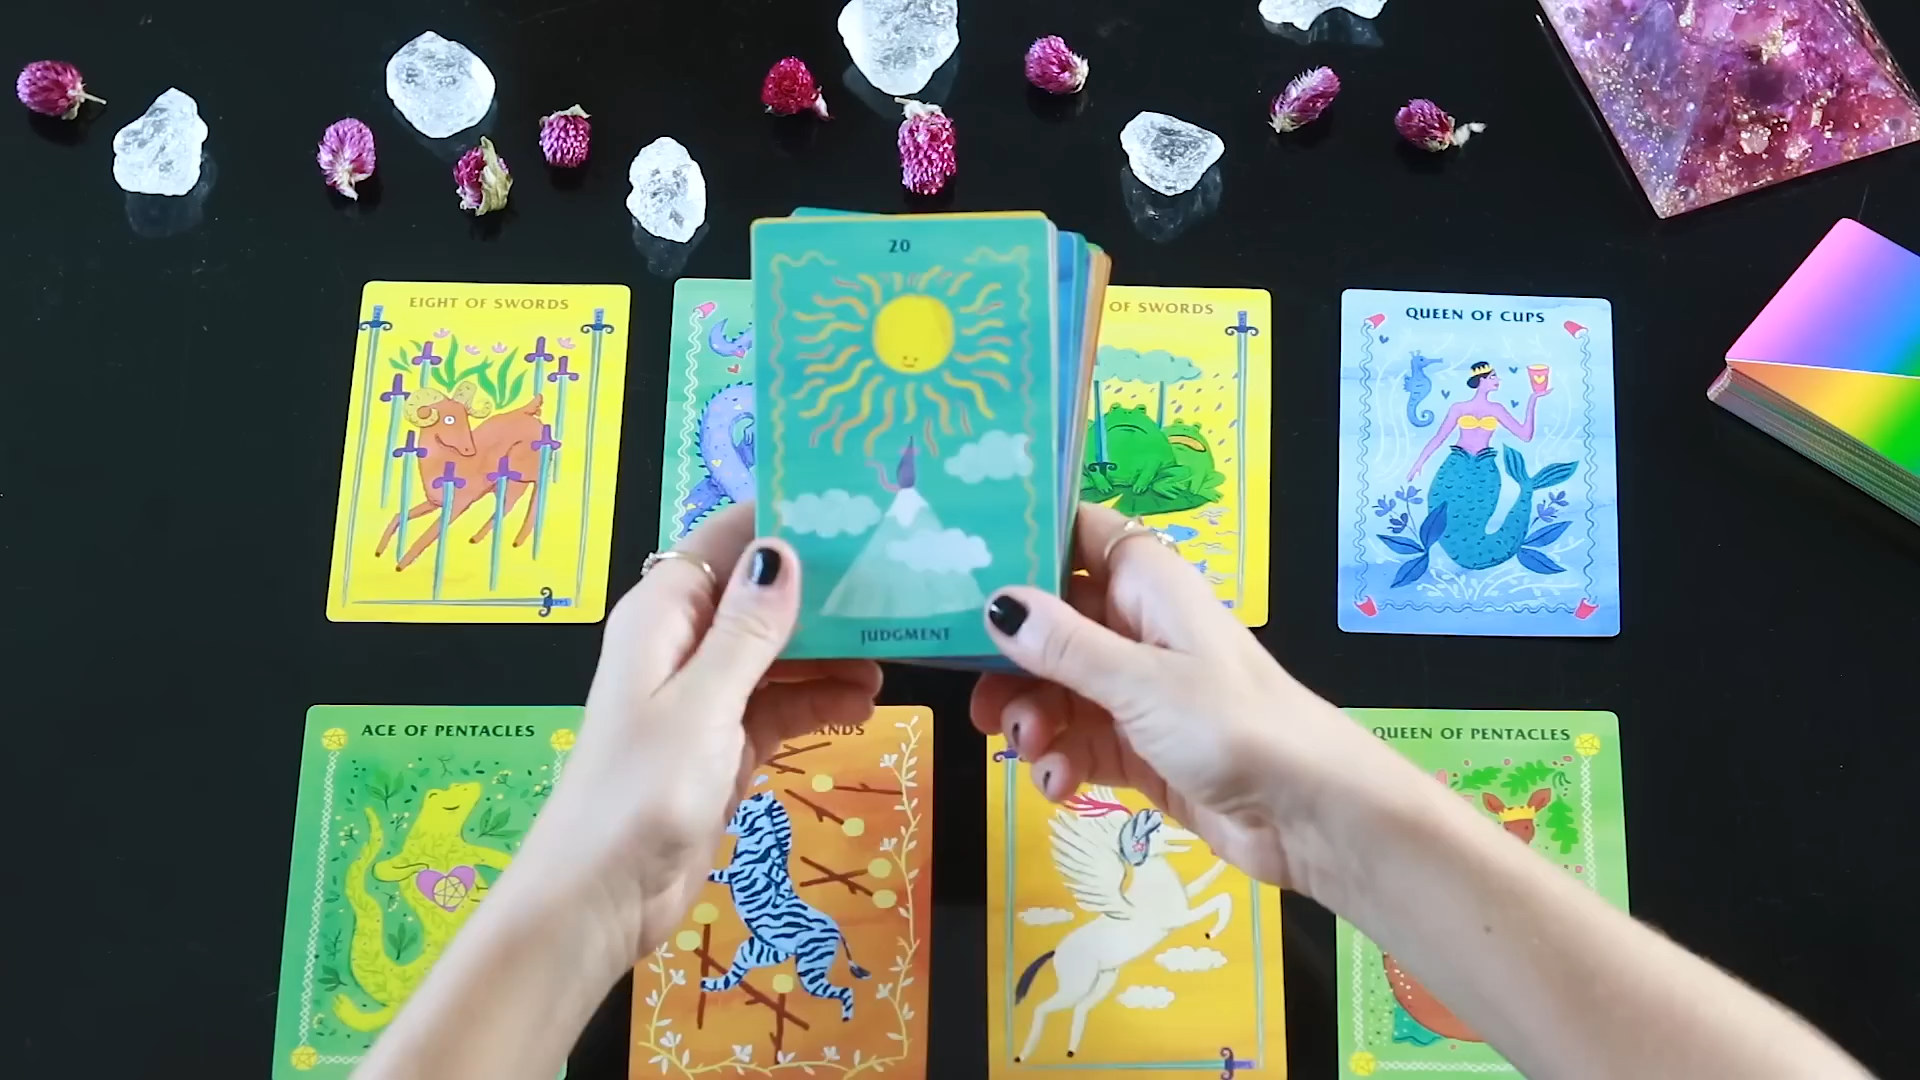 20
EIGHT OF SWORDS
OF SWORDS
QUEEN OF CUPS
JUDGMENT
ACE OF PENTACLES
QUEEN OF PENTACLES